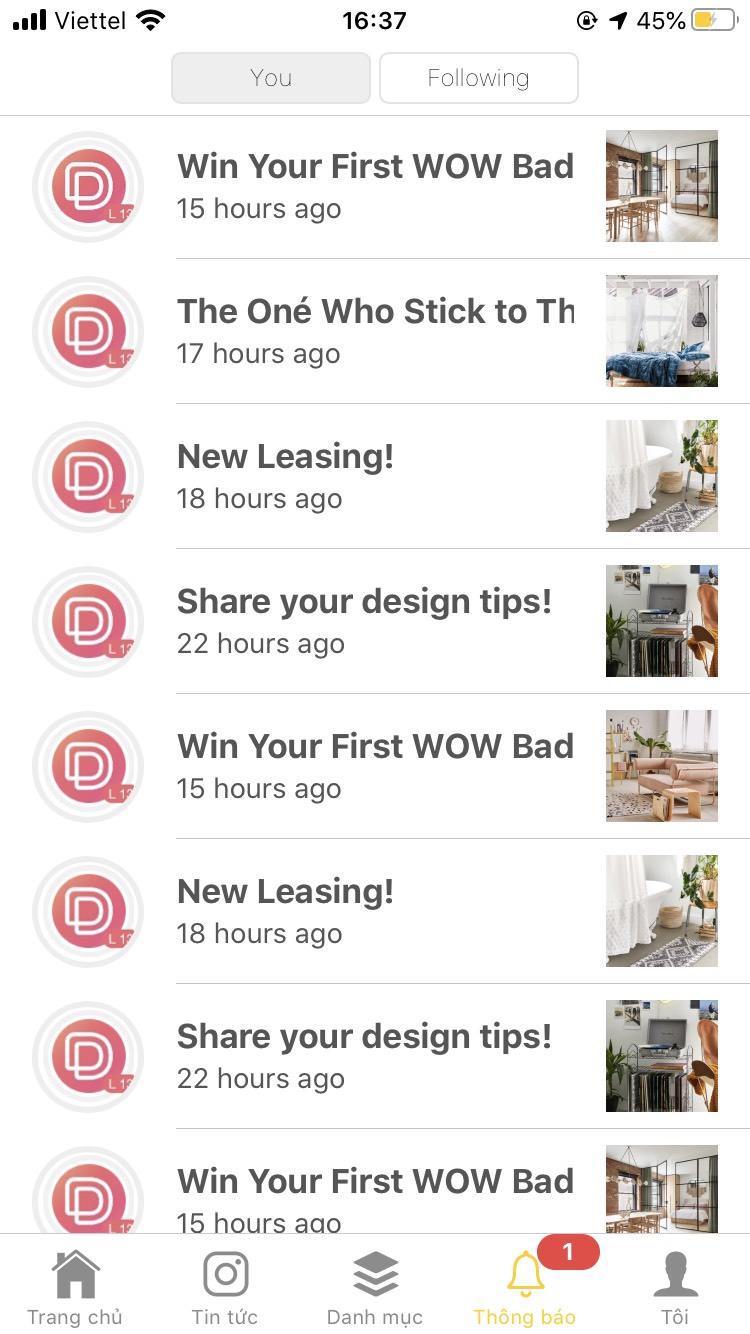 Viettel 16:37 45%
You Following
Win Your First WOW Bad
15 hours ago
The Oné Who Stick to Th
17 hours ago
New Leasing!
18 hours ago
Share your design tips!
22 hours ago
Win Your First WOW Bad
15 hours ago
New Leasing!
18 hours ago
Share your design tips!
22 hours ago
Win Your First WOW Bad
15 hours ago
1
Trang chủ Tin tức Danh mục Thông báo Tôi